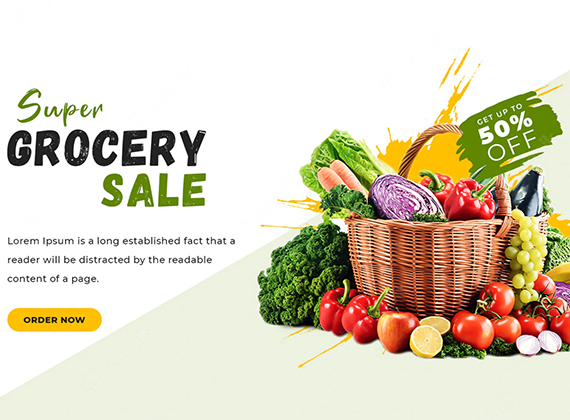 Super
GROCERY
SALE
Lorem Ipsum is a long established fact that a
reader will be distracted by the readable
content of a page.
ORDER NOW
GET UP TO
50%
OFF